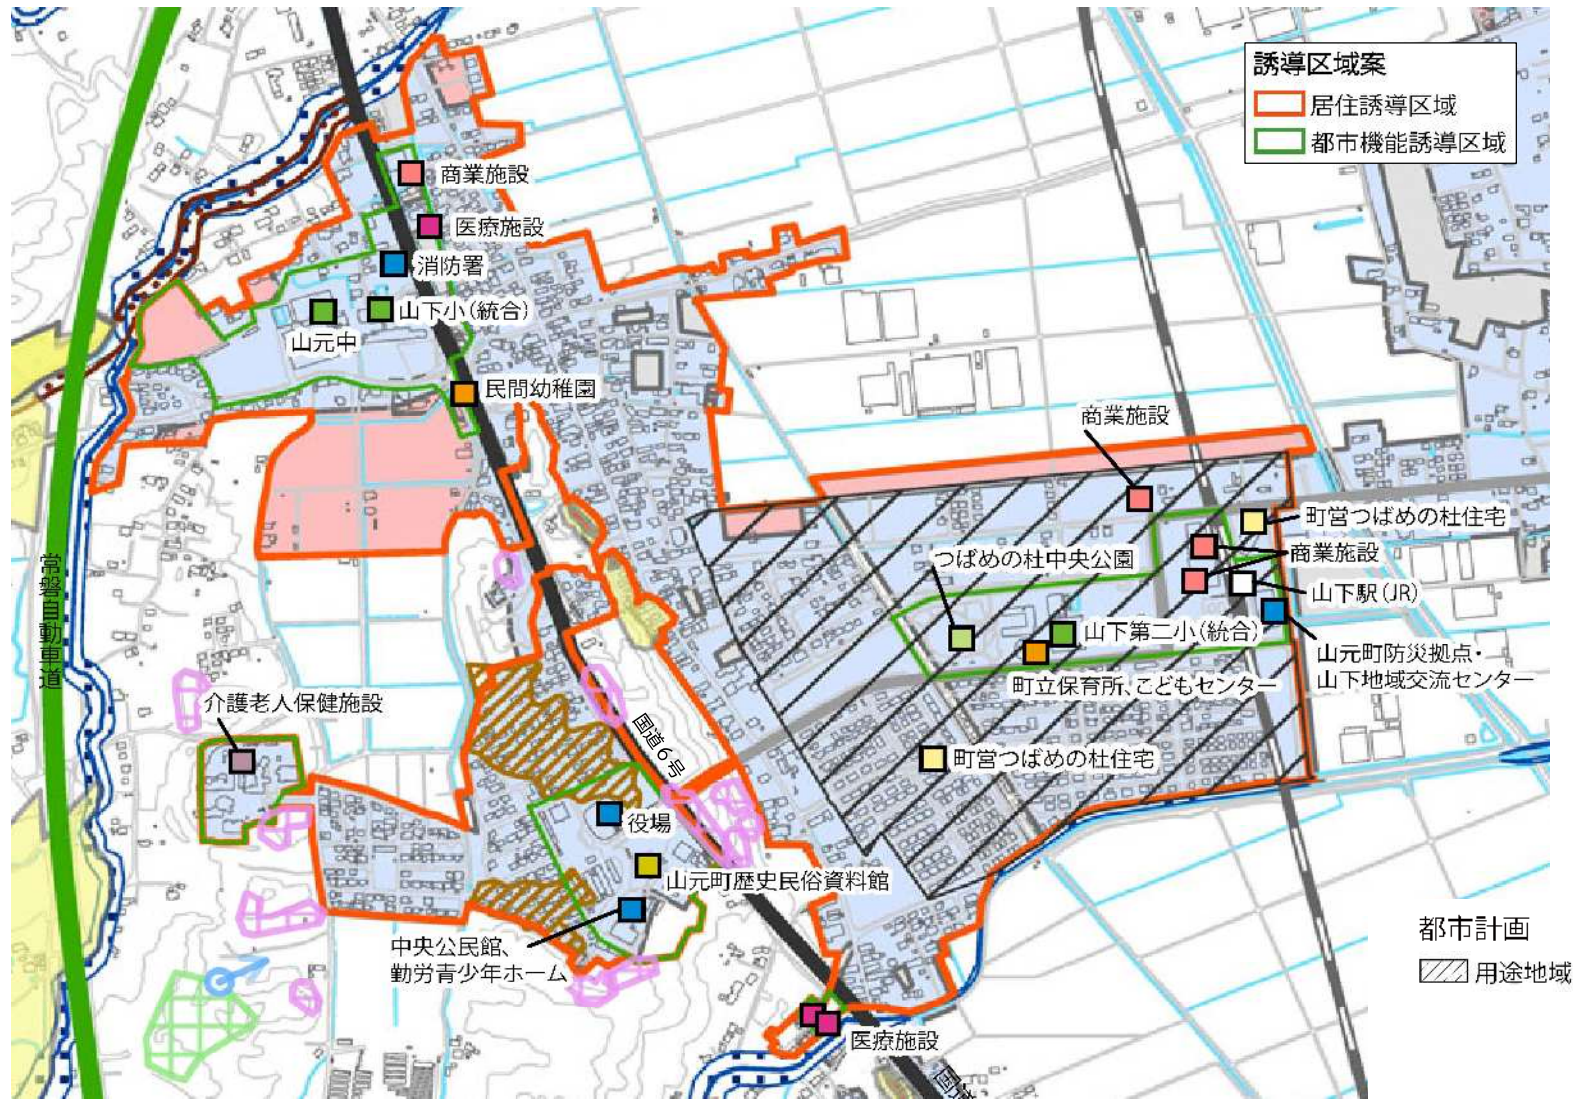 誘導区域案
居住誘導区域
都市機能誘導区域
商業施設
医療施設
消防署
山下小(統合)
山元中
民間幼稚園
商業施設
町営つばめの杜住宅
商業施設
つばめの杜中央公園
山下駅(JR)
山下第二小(統合)
山元町防災拠点・
山下地域交流センター
町立保育所、こどもセンター
常磐自動車道
介護老人保健施設
国道6号
町営つばめの杜住宅
役場
山元町歴史民俗資料館
中央公民館、
勤労青少年ホーム
都市計画
用途地域
医療施設
国道